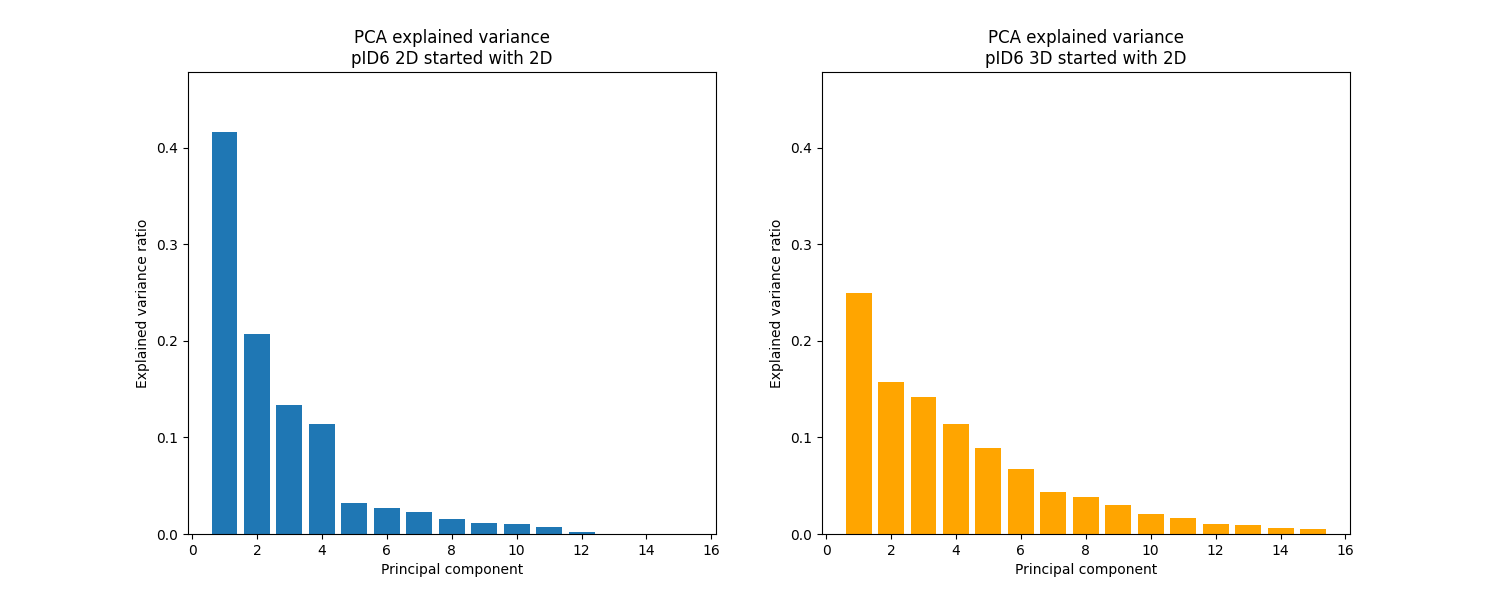 PCA explained variance
pID6 2D started with 2D
0.4
0.3
0.2
0.1
0.0
Explained variance ratio
0 2 4 6 8 10 12 14 16
Principal component
PCA explained variance
pID6 3D started with 2D
0.4
0.3
0.2
0.1
0.0
Explained variance ratio
0 2 4 6 8 10 12 14 16
Principal component